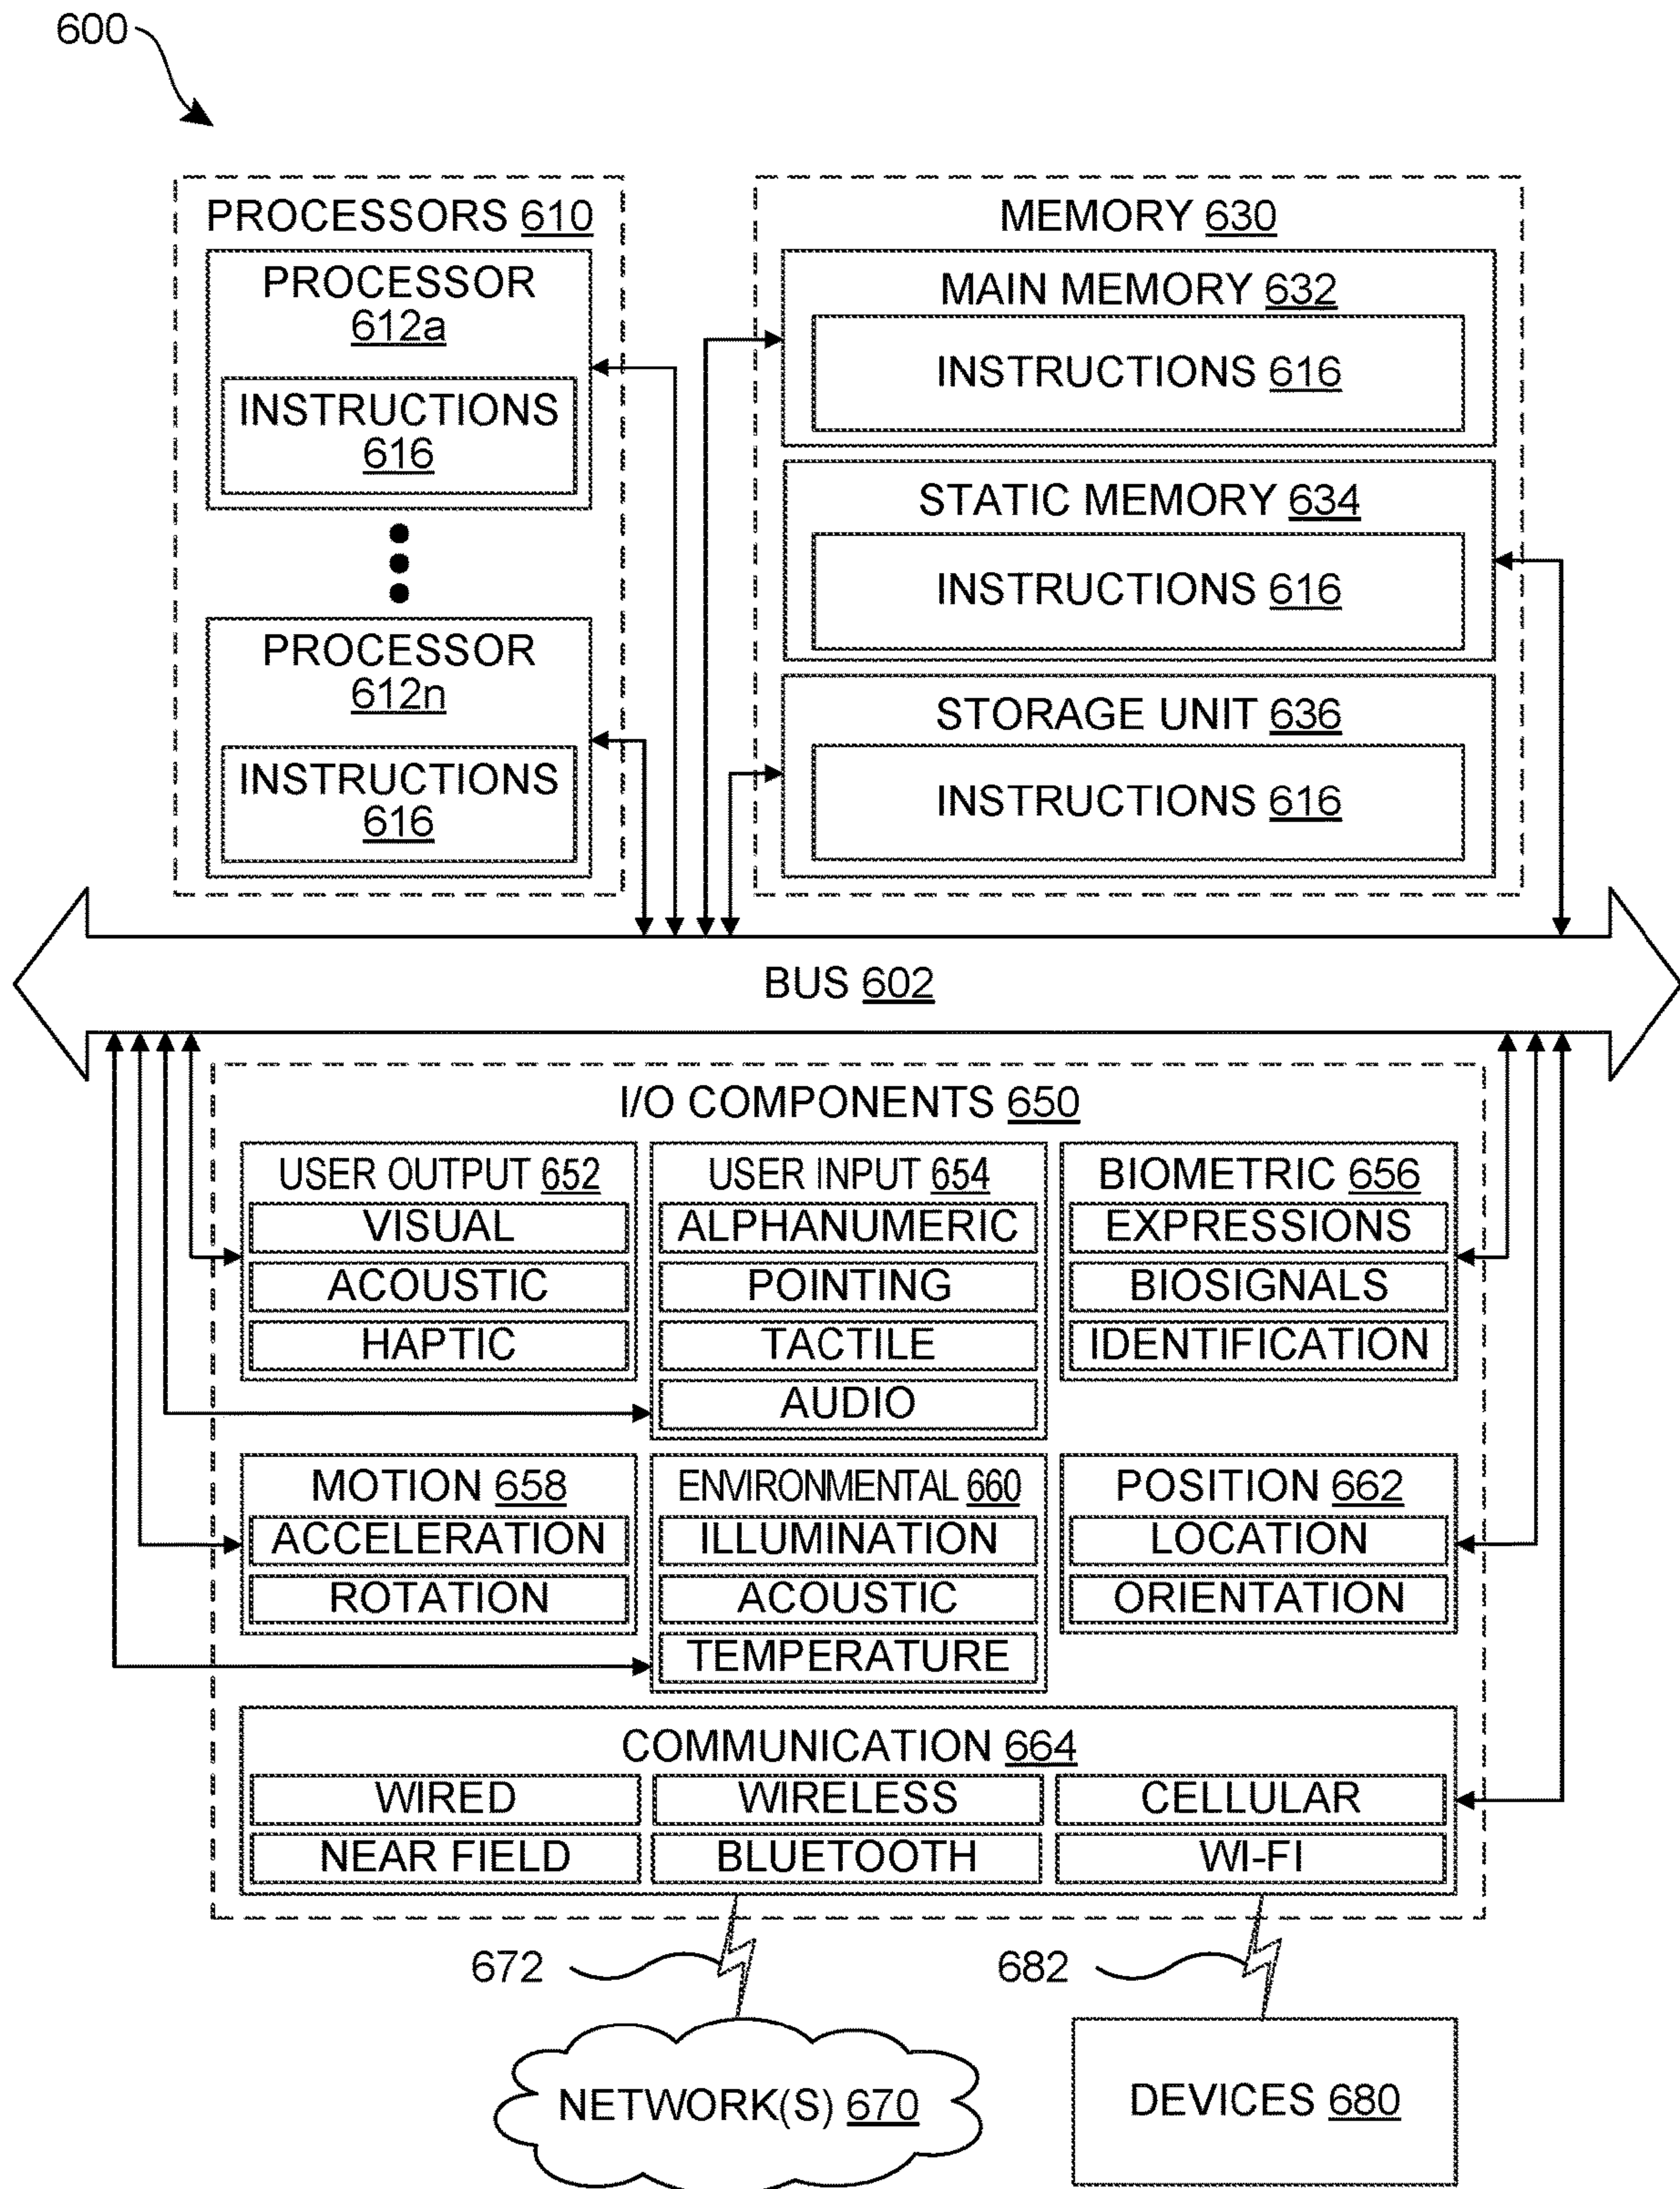 600
PROCESSORS 610
PROCESSOR
612a
INSTRUCTIONS
616
PROCESSOR
612n
INSTRUCTIONS
616
MEMORY 630
MAIN MEMORY 632
INSTRUCTIONS 616
STATIC MEMORY 634
INSTRUCTIONS 616
STORAGE UNIT 636
INSTRUCTIONS 616
BUS 602
I/O COMPONENTS 650
USER OUTPUT 652
VISUAL
ACOUSTIC
HAPTIC
USER INPUT 654
ALPHANUMERIC
POINTING
TACTILE
AUDIO
BIOMETRIC 656
EXPRESSIONS
BIOSIGNALS
IDENTIFICATION
MOTION 658
ACCELERATION
ROTATION
ENVIRONMENTAL 660
ILLUMINATION
ACOUSTIC
TEMPERATURE
POSITION 662
LOCATION
ORIENTATION
COMMUNICATION 664
WIRED
WIRELESS
CELLULAR
NEAR FIELD
BLUETOOTH
WI-FI
672
682
NETWORK(S) 670
DEVICES 680